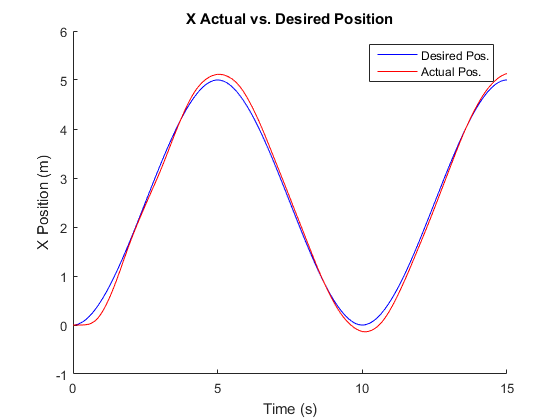 X Actual vs. Desired Position
6
5
4
3
2
1
0
-1
X Position (m)
Desired Pos.
Actual Pos.
0
5
10
15
Time (s)